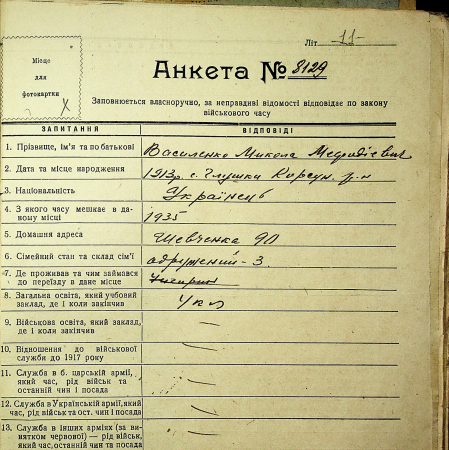 Літ 11
Місце
для
фотокартки
Анкета № 8129
Заповнюється власноручно, за неправдиві відомості відповідає по закону
військового часу
ЗАПИТАННЯ ВІДПОВІДІ
1. Прізвище, ім'я та по батькові Василенко Микола
2. Дата та місце народження 1913 р. с. Глушки р-н
3. Національність Українець
4. З якого часу мешкає в да-
ному місці 1935
5. Домашня адреса Шевченка 90
6. Сімейний стан та склад сім'ї одружений - 3
7. Де проживав та чим займався
до переїзду в дане місце
8. Загальна освіта, який учбовий
заклад, де і коли закінчив 4 кл
9. Військова освіта, який заклад,
де і коли закінчив —
10. Відношення до військової
служби до 1917 року —
11. Служба в б. царській армії,
який час, рід військ та
останній чин і посада —
12. Служба в Українській армії, який
час, рід військ та ост. чин і посада —
13. Служба в інших арміях (за ви-
нятком червоної) — рід військ,
який час, останній чин та посада —